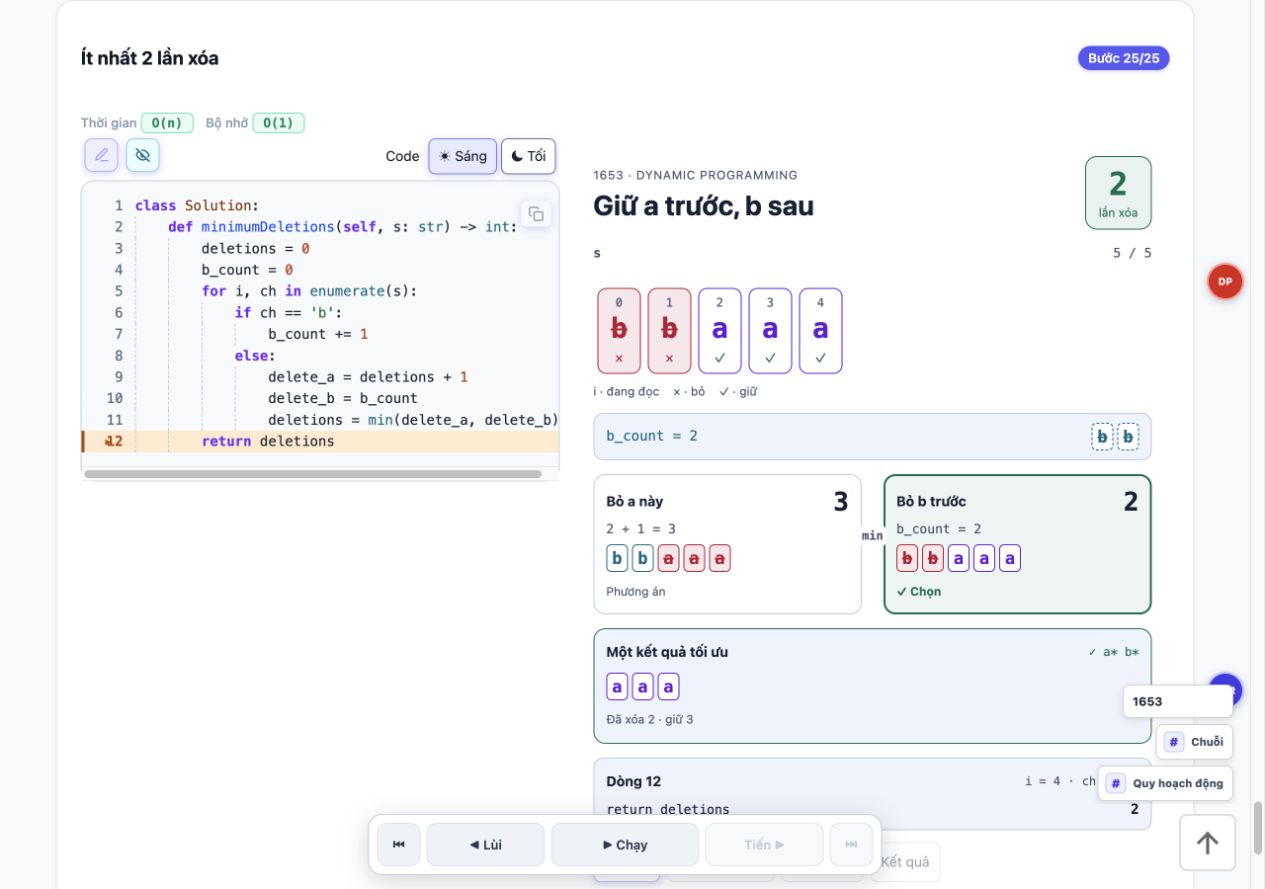 Ít nhất 2 lần xóa
Bước 25/25
Thời gian O(n) Bộ nhớ O(1)
Code ☀ Sáng Tối
1 class Solution:
2 def minimumDeletions(self, s: str) -> int:
3 deletions = 0
4 b_count = 0
5 for i, ch in enumerate(s):
6 if ch == 'b':
7 b_count += 1
8 else:
9 delete_a = deletions + 1
10 delete_b = b_count
11 deletions = min(delete_a, delete_b)
12 return deletions
1653 · DYNAMIC PROGRAMMING
Giữ a trước, b sau
2
lần xóa
s
5 / 5
0 1 2 3 4
b b a a a
× × ✓ ✓ ✓
i · đang đọc × · bỏ ✓ · giữ
b_count = 2
b b
Bỏ a này 3
2 + 1 = 3
b b a a a
Phương án
min
Bỏ b trước 2
b_count = 2
b b a a a
✓ Chọn
Một kết quả tối ưu
✓ a* b*
a a a
Đã xóa 2 · giữ 3
Dòng 12
i = 4 · ch
return deletions
2
DP
1653
# Chuỗi
# Quy hoạch động
⏮ ◀ Lùi ▶ Chạy Tiến ▶ ⏭
Kết quả